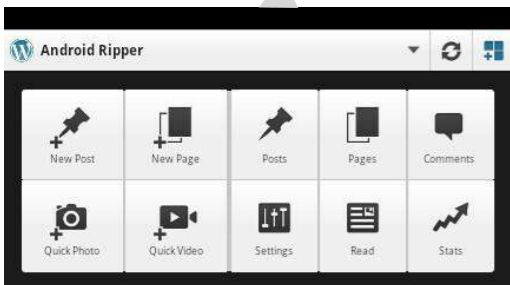 Android Ripper
New Post New Page Posts Pages Comments
Quick Photo Quick Video Settings Read Stats